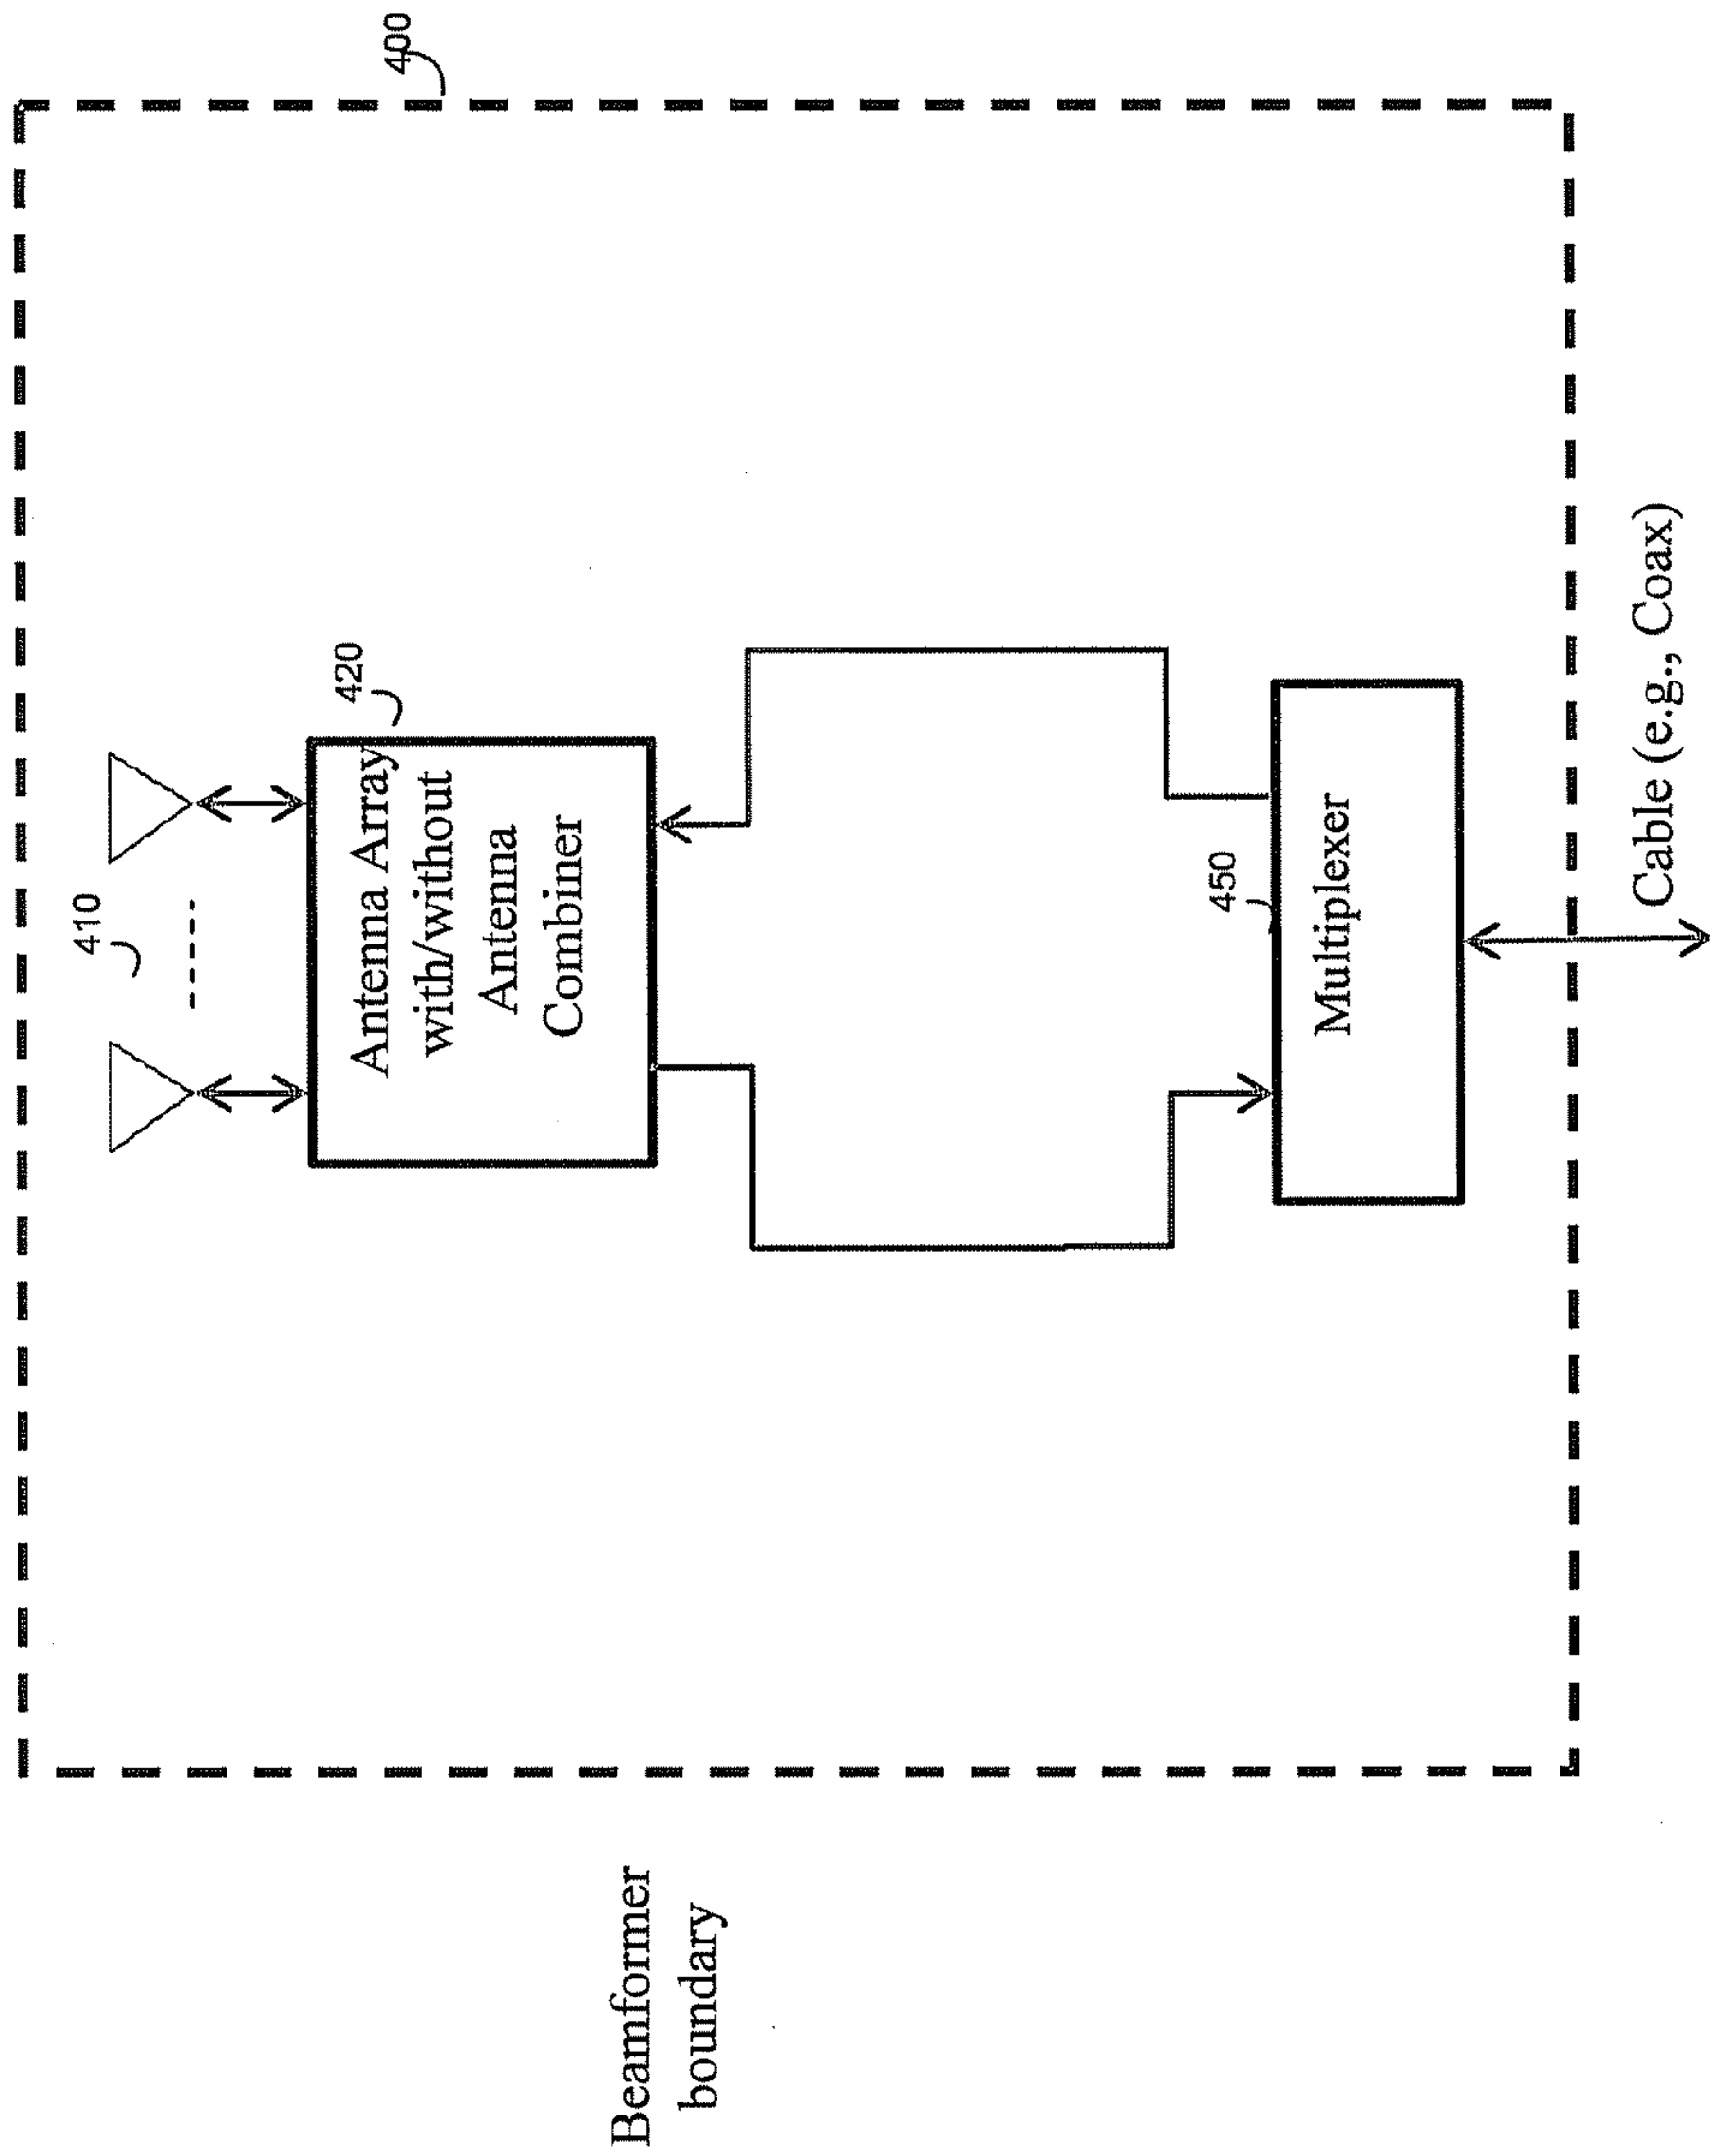 400
410
420
Antenna Array
with/without
Antenna
Combiner
450
Multiplexer
Cable (e.g., Coax)
Beamformer
boundary